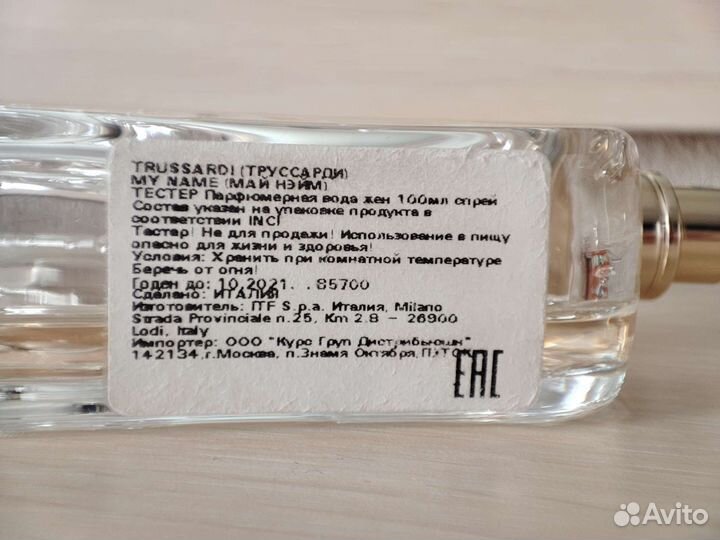 TRUSSARDI (ТРУССАРДИ)
MY NAME (МАЙ НЭЙМ)
ТЕСТЕР Парфюмерная вода жен 100мл спрей
Состав указан на упаковке продукта в
соответствии INCI
Тестер! Не для продажи! Использование в пищу
опасно для жизни и здоровья!
Условия: Хранить при комнатной температуре
Беречь от огня!
Годен до: 10.2021. . 85700
Сделано: ИТАЛИЯ
Изготовитель: ITF S.p.a. Италия, Milano
Strada Provinciale n.25, Km 2.8 - 26900
Lodi, Italy
Импортер: ООО "Курс Груп Дистрибьюшн"
142134,г.Москва, п.Знамя Октября,
EAC
Avito